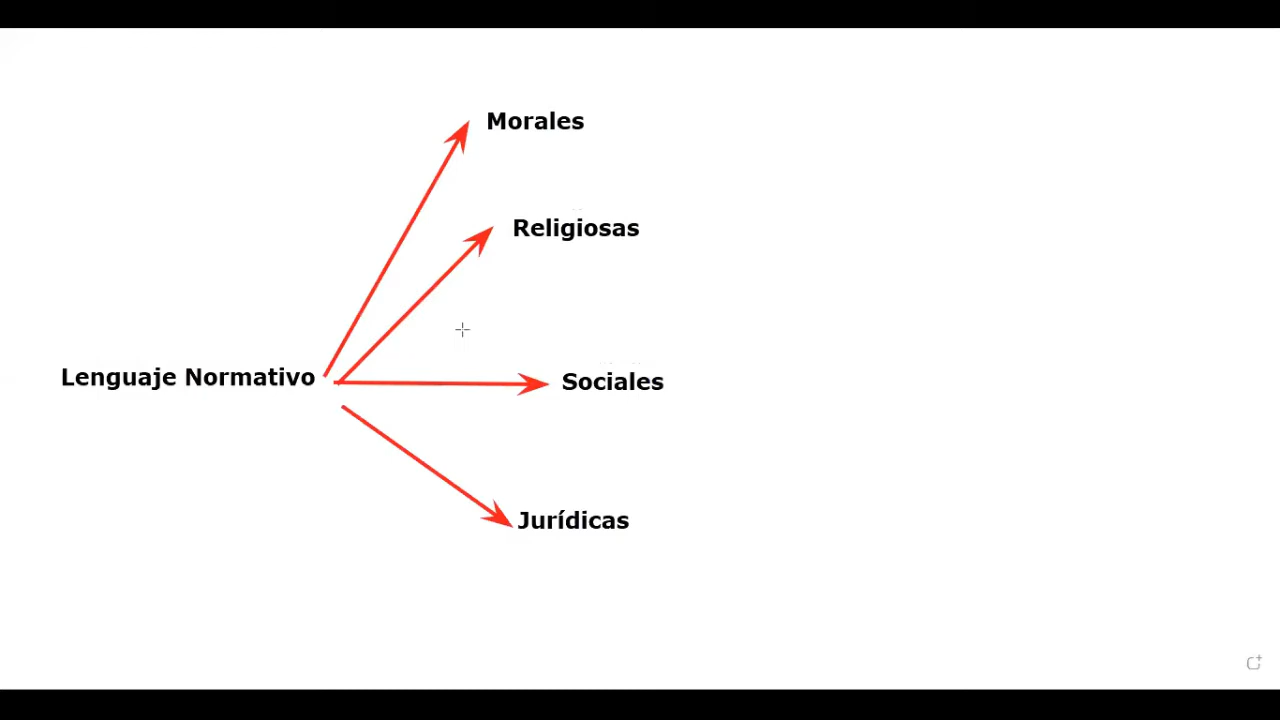 Morales
Religiosas
Lenguaje Normativo
Sociales
Jurídicas